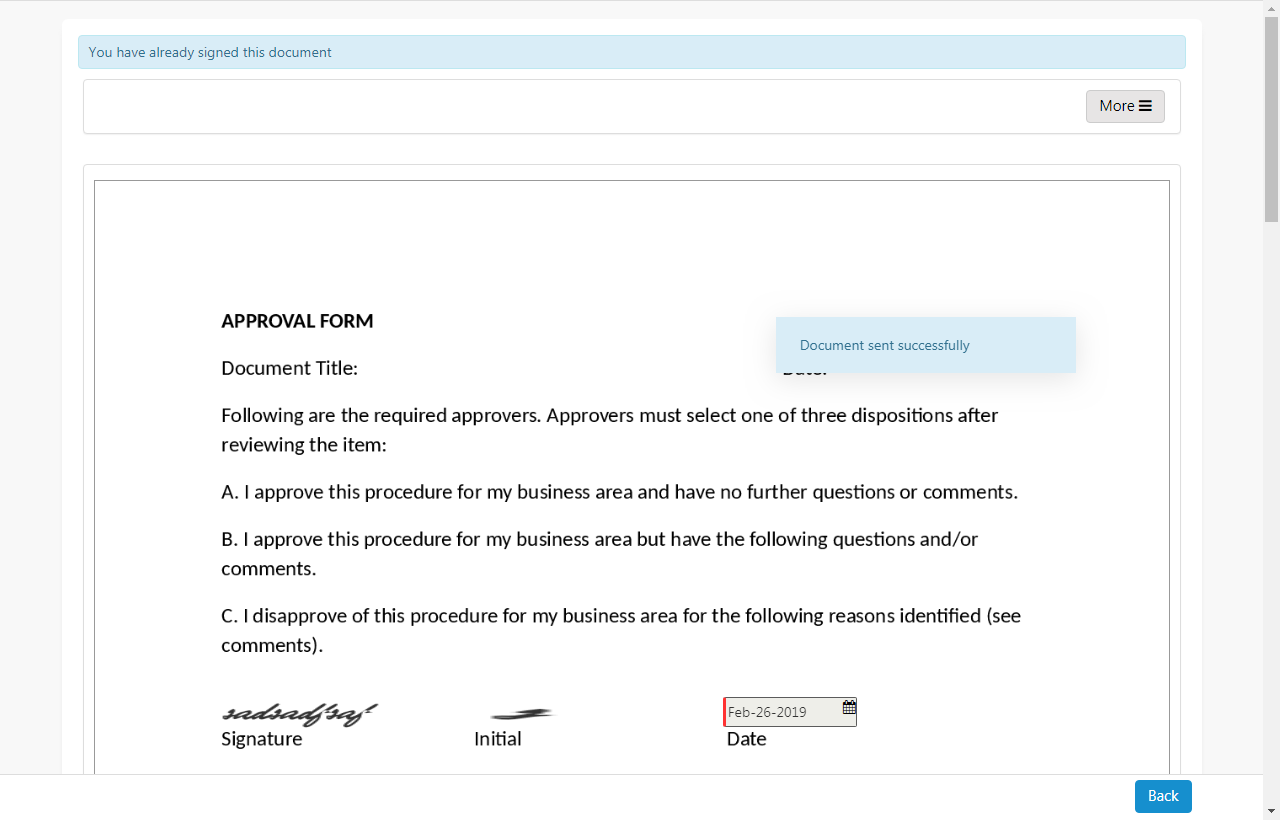 You have already signed this document
More
APPROVAL FORM
Document sent successfully
Document Title:
Following are the required approvers. Approvers must select one of three dispositions after
reviewing the item:
A. I approve this procedure for my business area and have no further questions or comments.
B. I approve this procedure for my business area but have the following questions and/or
comments.
C. I disapprove of this procedure for my business area for the following reasons identified (see
comments).
Feb-26-2019
Signature Initial Date
Back